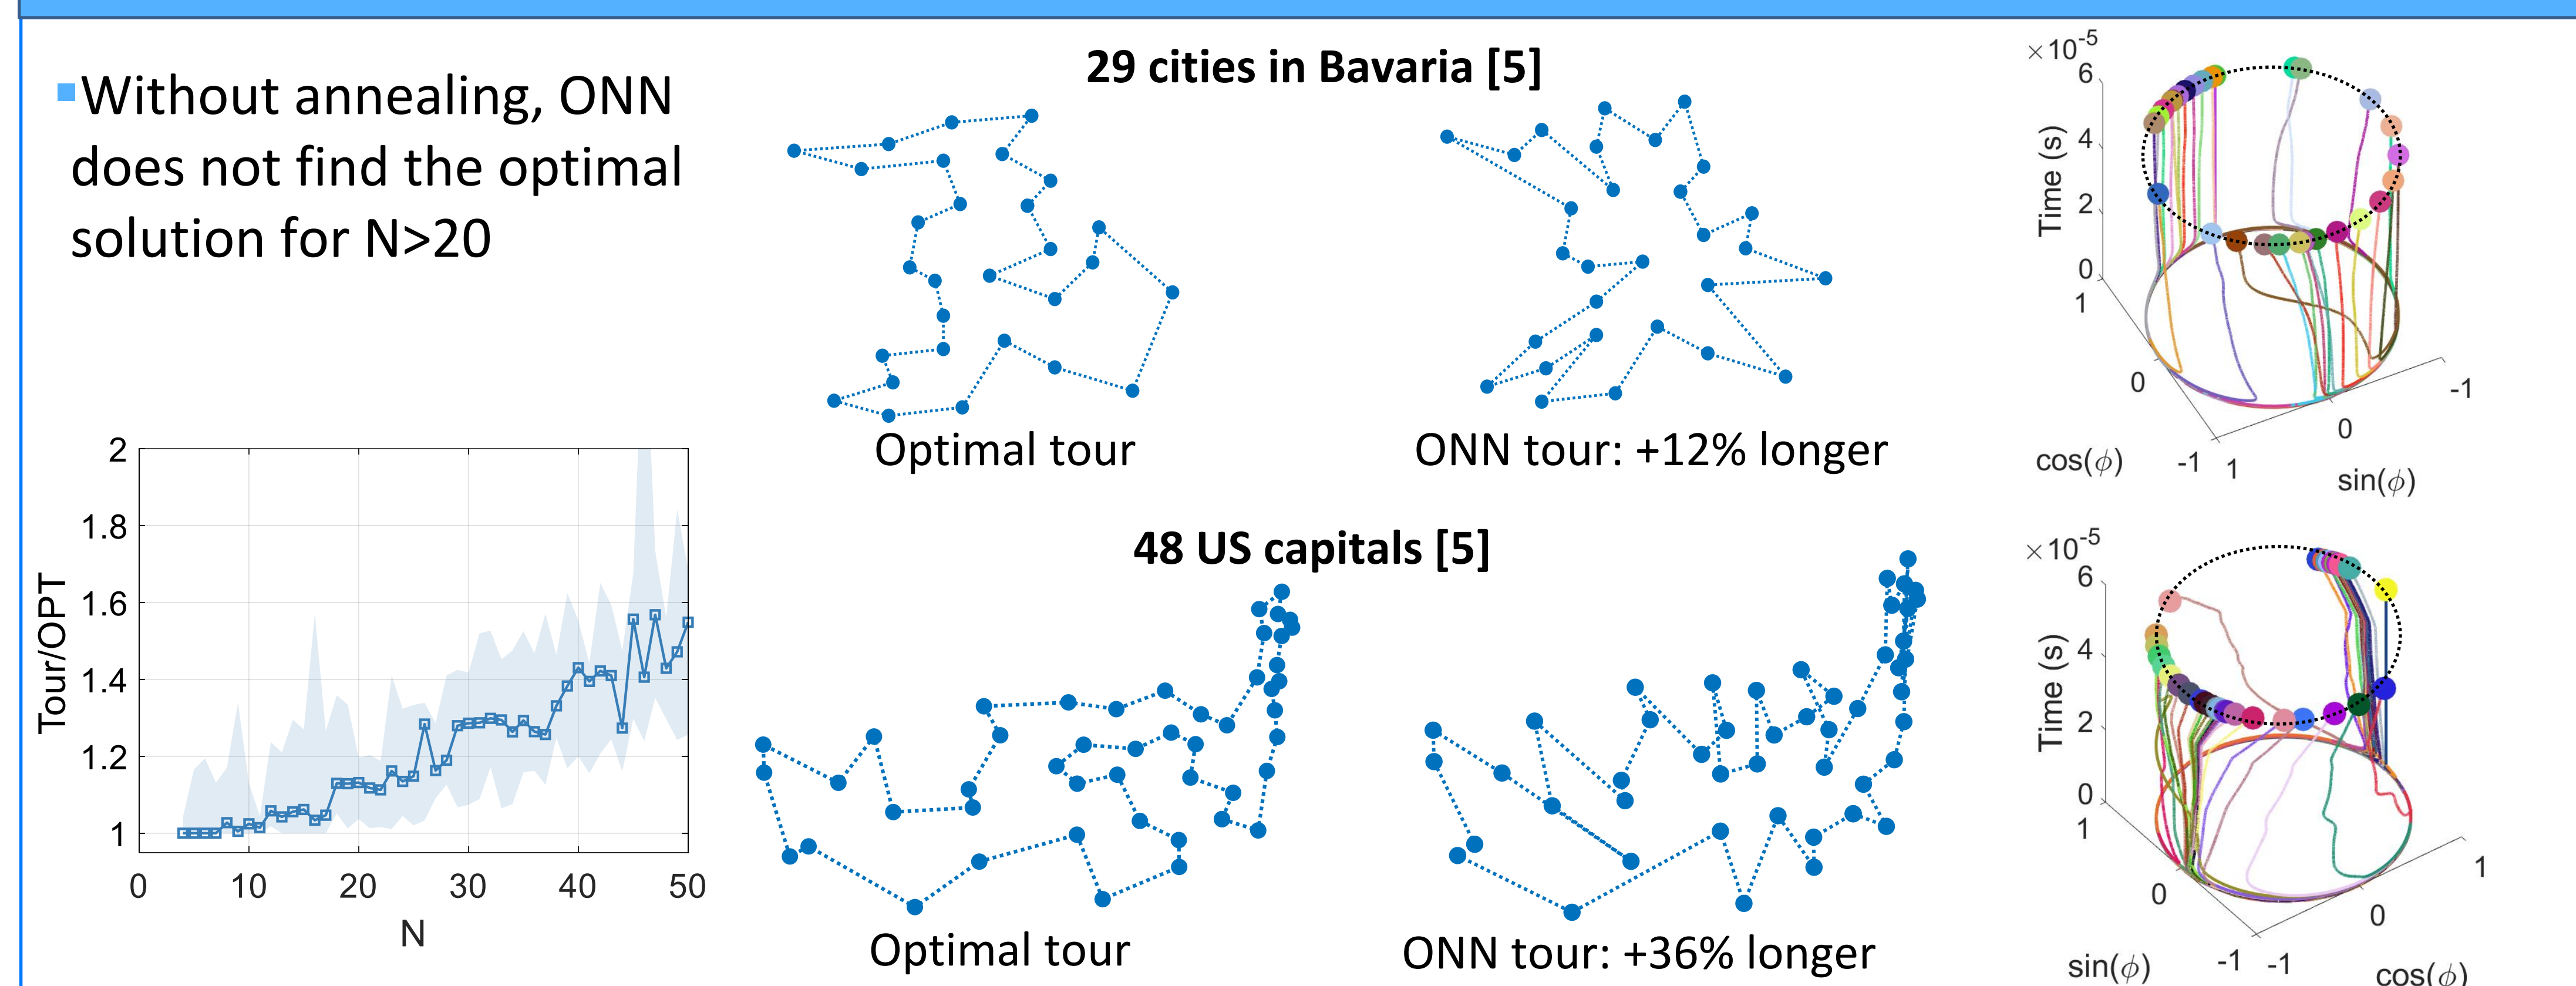 ▪Without annealing, ONN
does not find the optimal
solution for N>20
2
1.8
1.6
1.4
1.2
1
Tour/OPT
0 10 20 30 40 50
N
29 cities in Bavaria [5]
Optimal tour
ONN tour: +12% longer
×10-5
6
4
2
0
Time (s)
1
0
-1
cos(ϕ)
1
0
-1
sin(ϕ)
48 US capitals [5]
Optimal tour
ONN tour: +36% longer
×10-5
6
4
2
0
Time (s)
1
0
-1
sin(ϕ)
-1
0
1
cos(ϕ)